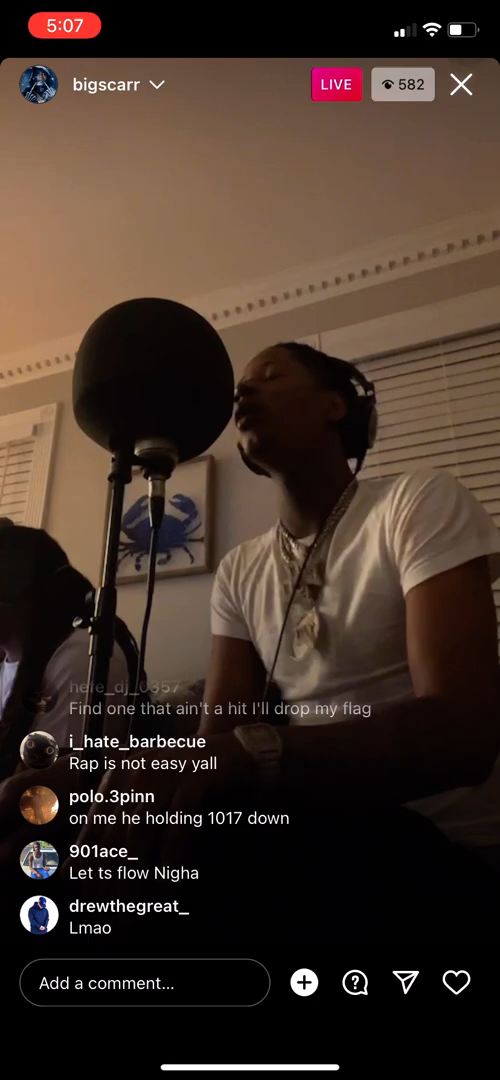 5:07
bigscarr
LIVE
582
hefe_dj_0357
Find one that ain't a hit I'll drop my flag
i_hate_barbecue
Rap is not easy yall
polo.3pinn
on me he holding 1017 down
901ace_
Let ts flow Nigha
drewthegreat_
Lmao
Add a comment...